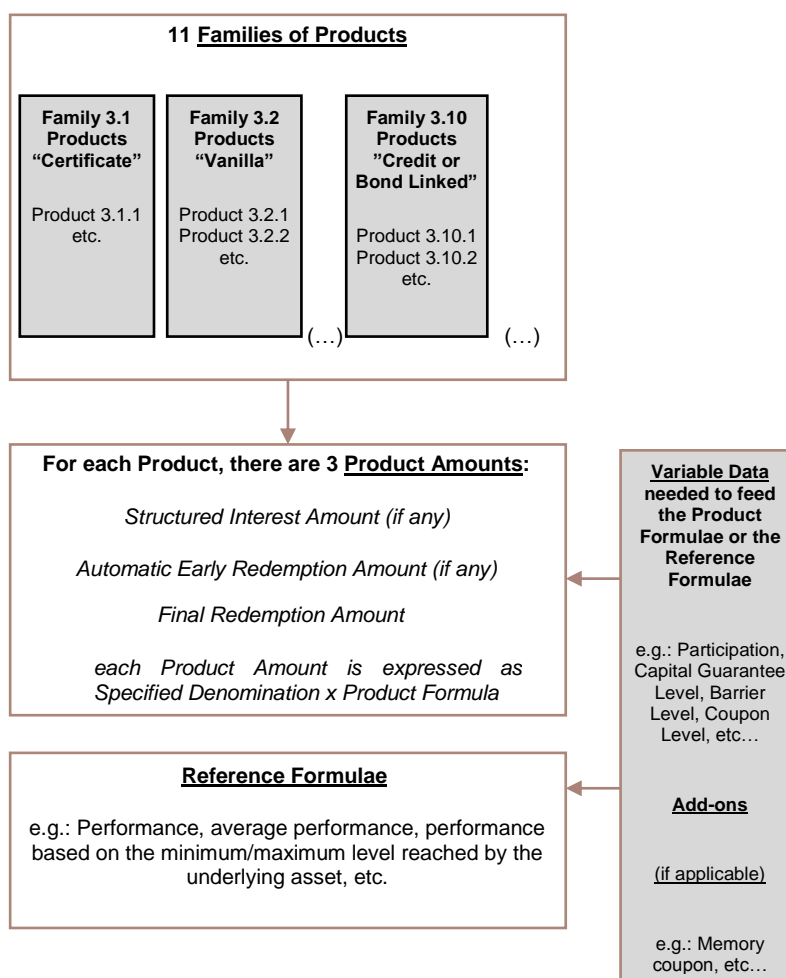 11 Families of Products
Family 3.1
Products
“Certificate”
Product 3.1.1
etc.
Family 3.2
Products
“Vanilla”
Product 3.2.1
Product 3.2.2
etc.
(…)
Family 3.10
Products
”Credit or
Bond Linked”
Product 3.10.1
Product 3.10.2
etc.
(…)
For each Product, there are 3 Product Amounts:
Structured Interest Amount (if any)
Automatic Early Redemption Amount (if any)
Final Redemption Amount
each Product Amount is expressed as
Specified Denomination x Product Formula
Reference Formulae
e.g.: Performance, average performance, performance
based on the minimum/maximum level reached by the
underlying asset, etc.
Variable Data
needed to feed
the Product
Formulae or the
Reference
Formulae
e.g.: Participation,
Capital Guarantee
Level, Barrier
Level, Coupon
Level, etc…
Add-ons
(if applicable)
e.g.: Memory
coupon, etc…